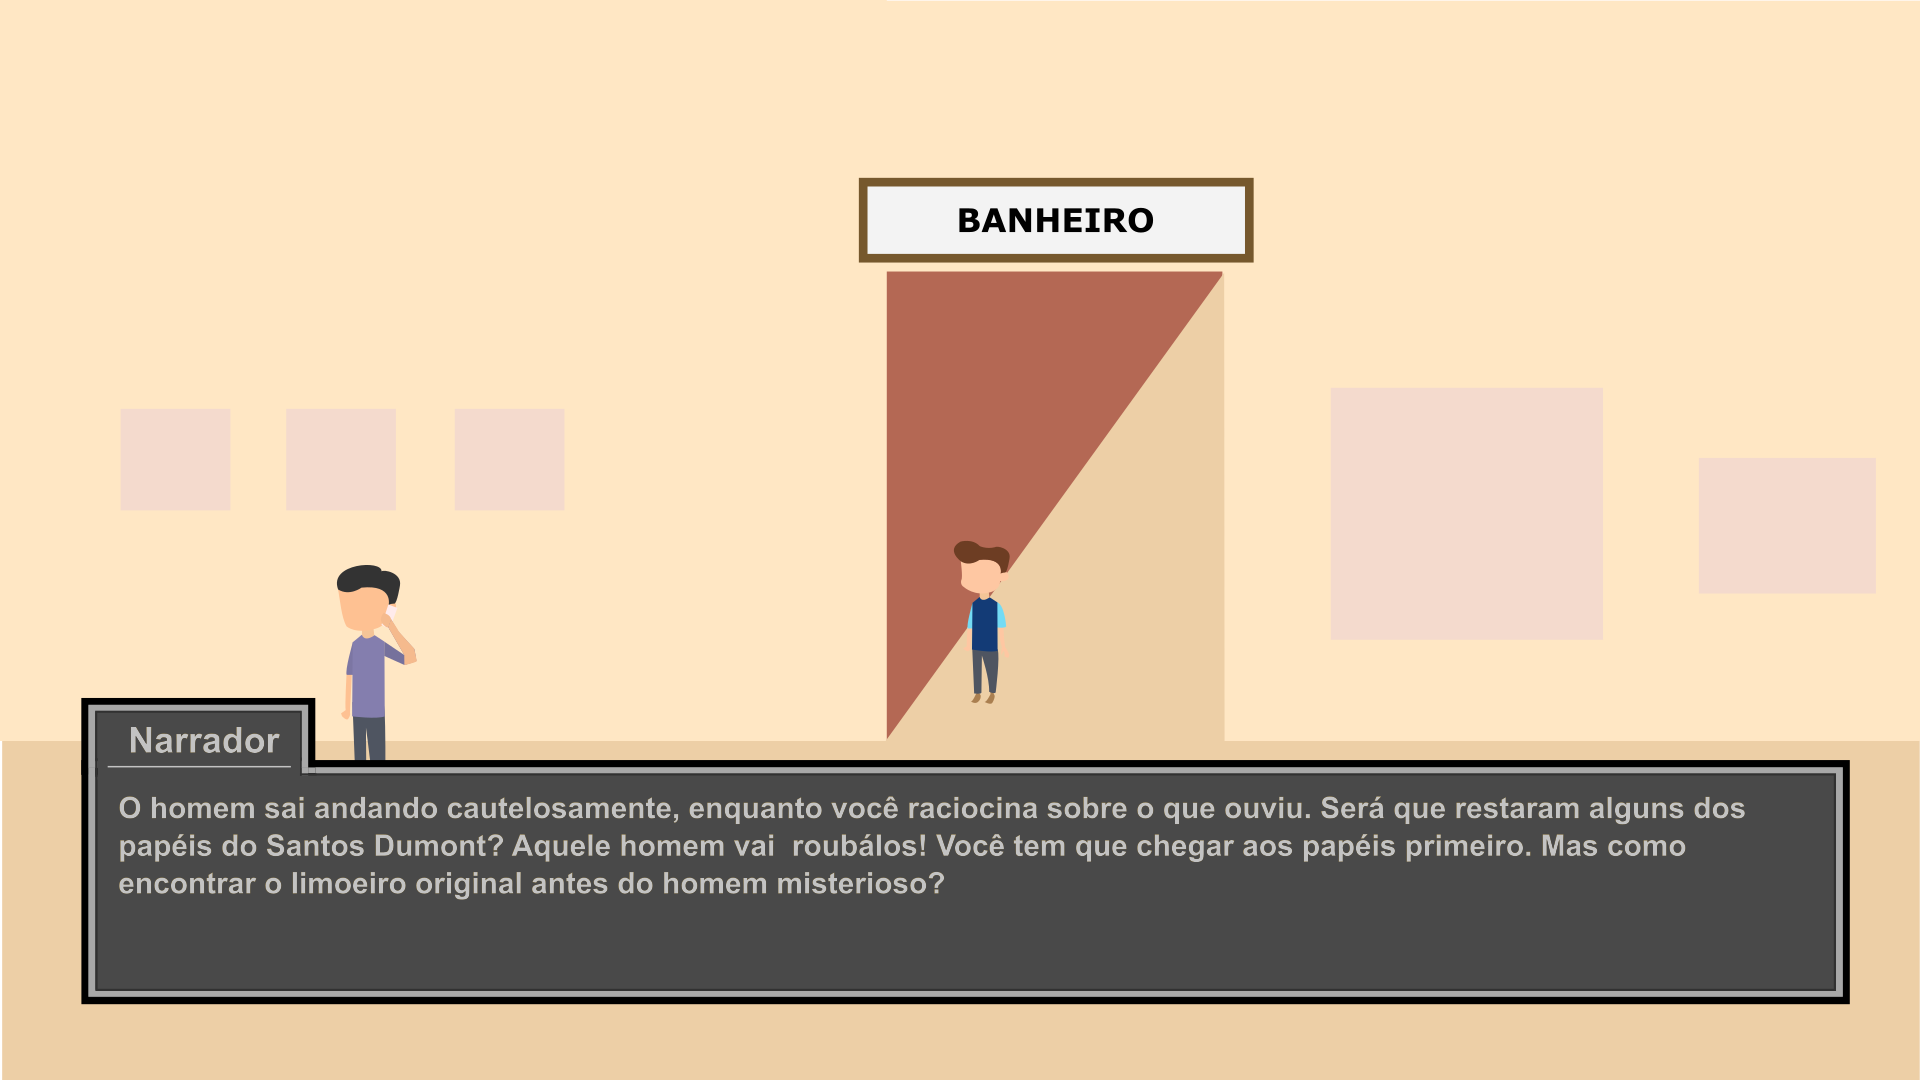 BANHEIRO
Narrador
O homem sai andando cautelosamente, enquanto você raciocina sobre o que ouviu. Será que restaram alguns dos
papéis do Santos Dumont? Aquele homem vai  roubálos! Você tem que chegar aos papéis primeiro. Mas como
encontrar o limoeiro original antes do homem misterioso?